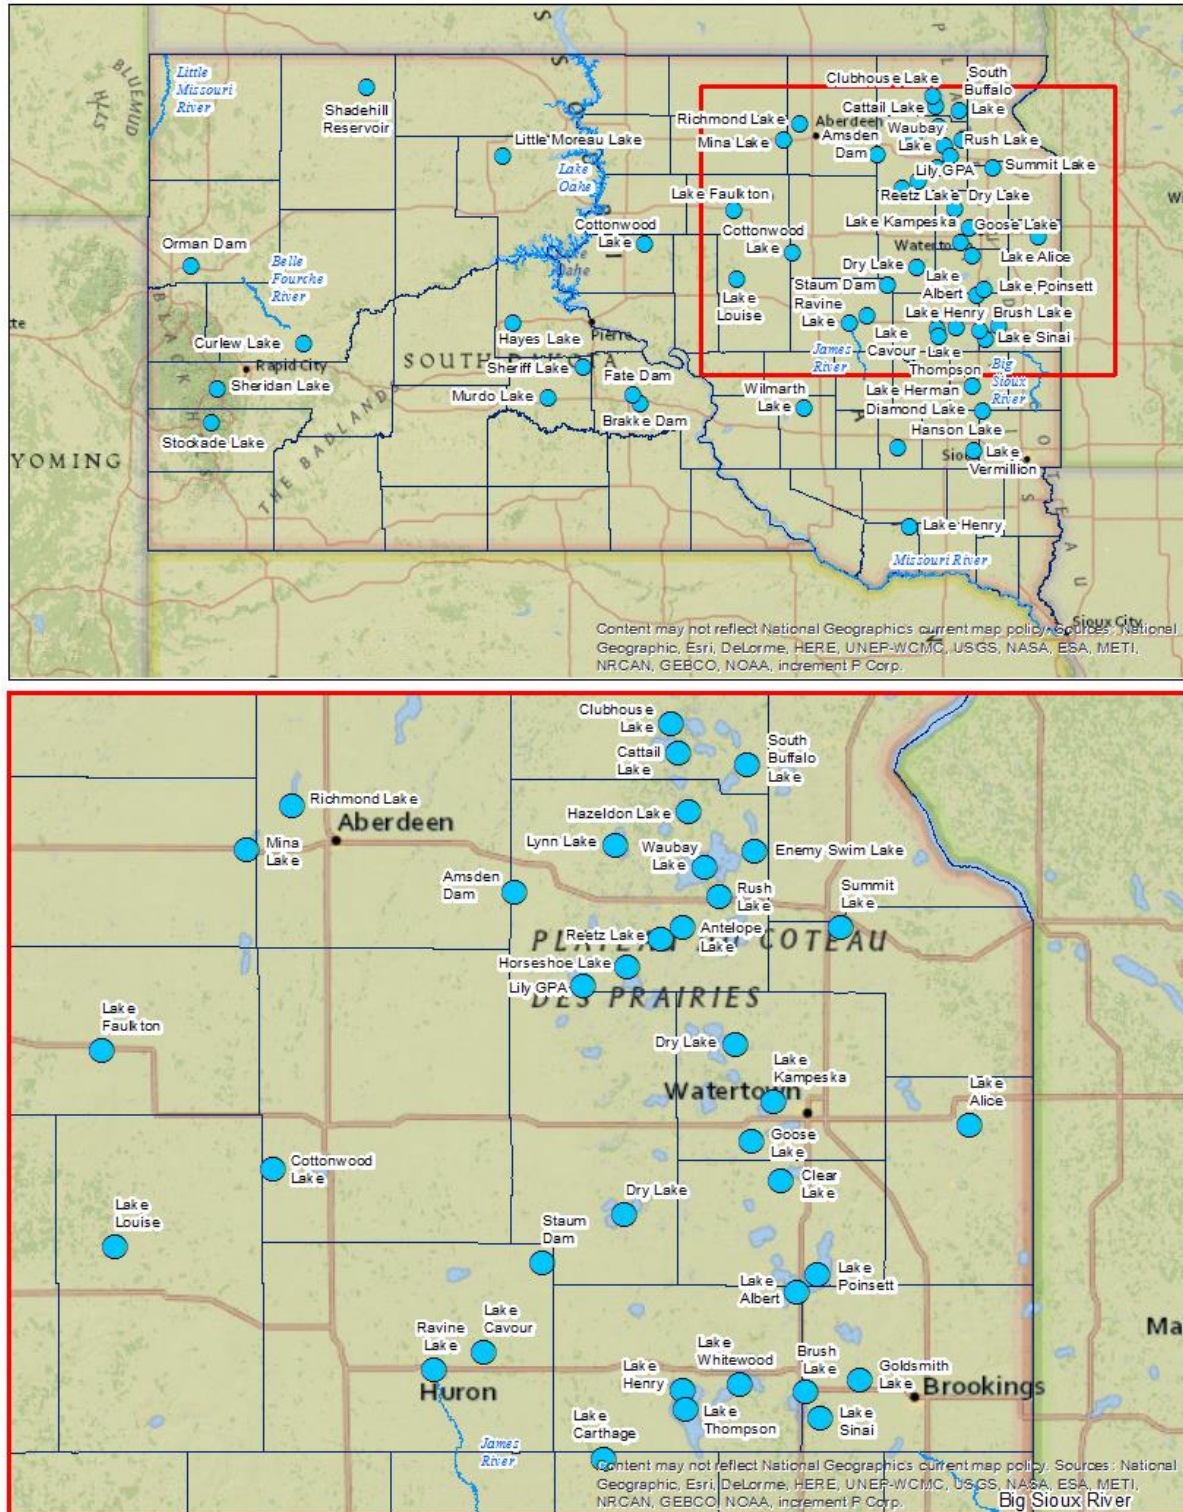 BLUEMUD
HILLS
Little
Missouri
River
Shadehill
Reservoir
Little Moreau Lake
Lake
Oahe
Clubhouse Lake
South
Buffalo
Lake
Cattail Lake
Richmond Lake
Aberdeen
Mina Lake
Amsden
Dam
Waubay
Lake
Rush Lake
Summit Lake
Lily GPA
Reetz Lake
Dry Lake
Lake Faulkton
Cottonwood
Lake
Cottonwood
Lake
Lake Kampeska
Goose Lake
Lake Alice
Dry Lake
Lake
Albert
Lake Poinsett
Staum Dam
Lake
Louise
Ravine
Lake
Lake
Cavour
Lake Henry
Brush Lake
Lake
Thompson
Lake Sinai
Orman Dam
Belle
Fourche
River
Curlew Lake
Rapid City
Sheridan Lake
Stockade Lake
BLACK
THE BADLANDS
Hayes Lake
Pierre
SOUTH DAKOTA
Sheriff Lake
Murdo Lake
Fate Dam
Brakke Dam
Wilmarth
Lake
James
River
Lake Herman
Big
Sioux
River
Diamond Lake
Hanson Lake
Lake
Vermillion
Lake Henry
Missouri River
Sioux City
YOMING
Content may not reflect National Geographic's current map policy. Sources: National
Geographic, Esri, DeLorme, HERE, UNEP-WCMC, USGS, NASA, ESA, METI,
NRCAN, GEBCO, NOAA, increment P Corp.
Clubhouse
Lake
Cattail
Lake
South
Buffalo
Lake
Richmond Lake
Aberdeen
Mina
Lake
Hazeldon Lake
Lynn Lake
Waubay
Lake
Enemy Swim Lake
Amsden
Dam
Rush
Lake
Summit
Lake
Reetz Lake
Antelope
Lake
PLATEAU DU COTEAU
DES PRAIRIES
Horseshoe Lake
Lily GPA
Lake
Faulkton
Dry Lake
Lake
Kampeska
Watertown
Lake
Alice
Goose
Lake
Cottonwood
Lake
Clear
Lake
Dry Lake
Lake
Louise
Staum
Dam
Lake
Albert
Lake
Poinsett
Ravine
Lake
Lake
Cavour
Huron
Lake
Whitewood
Lake
Henry
Brush
Lake
Goldsmith
Lake
Brookings
Lake
Thompson
Lake
Sinai
Lake
Carthage
James
River
Ma
Content may not reflect National Geographic's current map policy. Sources: National
Geographic, Esri, DeLorme, HERE, UNEP-WCMC, USGS, NASA, ESA, METI,
NRCAN, GEBCO, NOAA, increment P Corp.
Big Sioux River